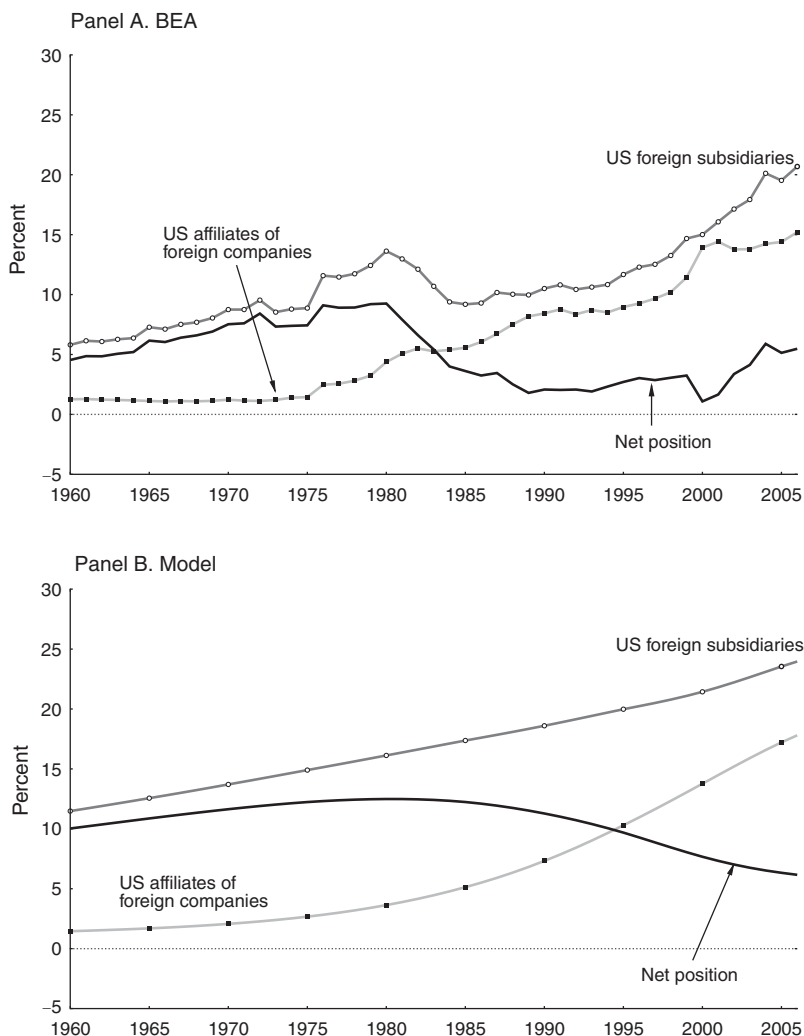 Panel A. BEA
30
25
20
15
10
5
0
−5
Percent
US foreign subsidiaries
US affiliates of
foreign companies
Net position
1960 1965 1970 1975 1980 1985 1990 1995 2000 2005
Panel B. Model
30
25
20
15
10
5
0
−5
Percent
US foreign subsidiaries
US affiliates of
foreign companies
Net position
1960 1965 1970 1975 1980 1985 1990 1995 2000 2005